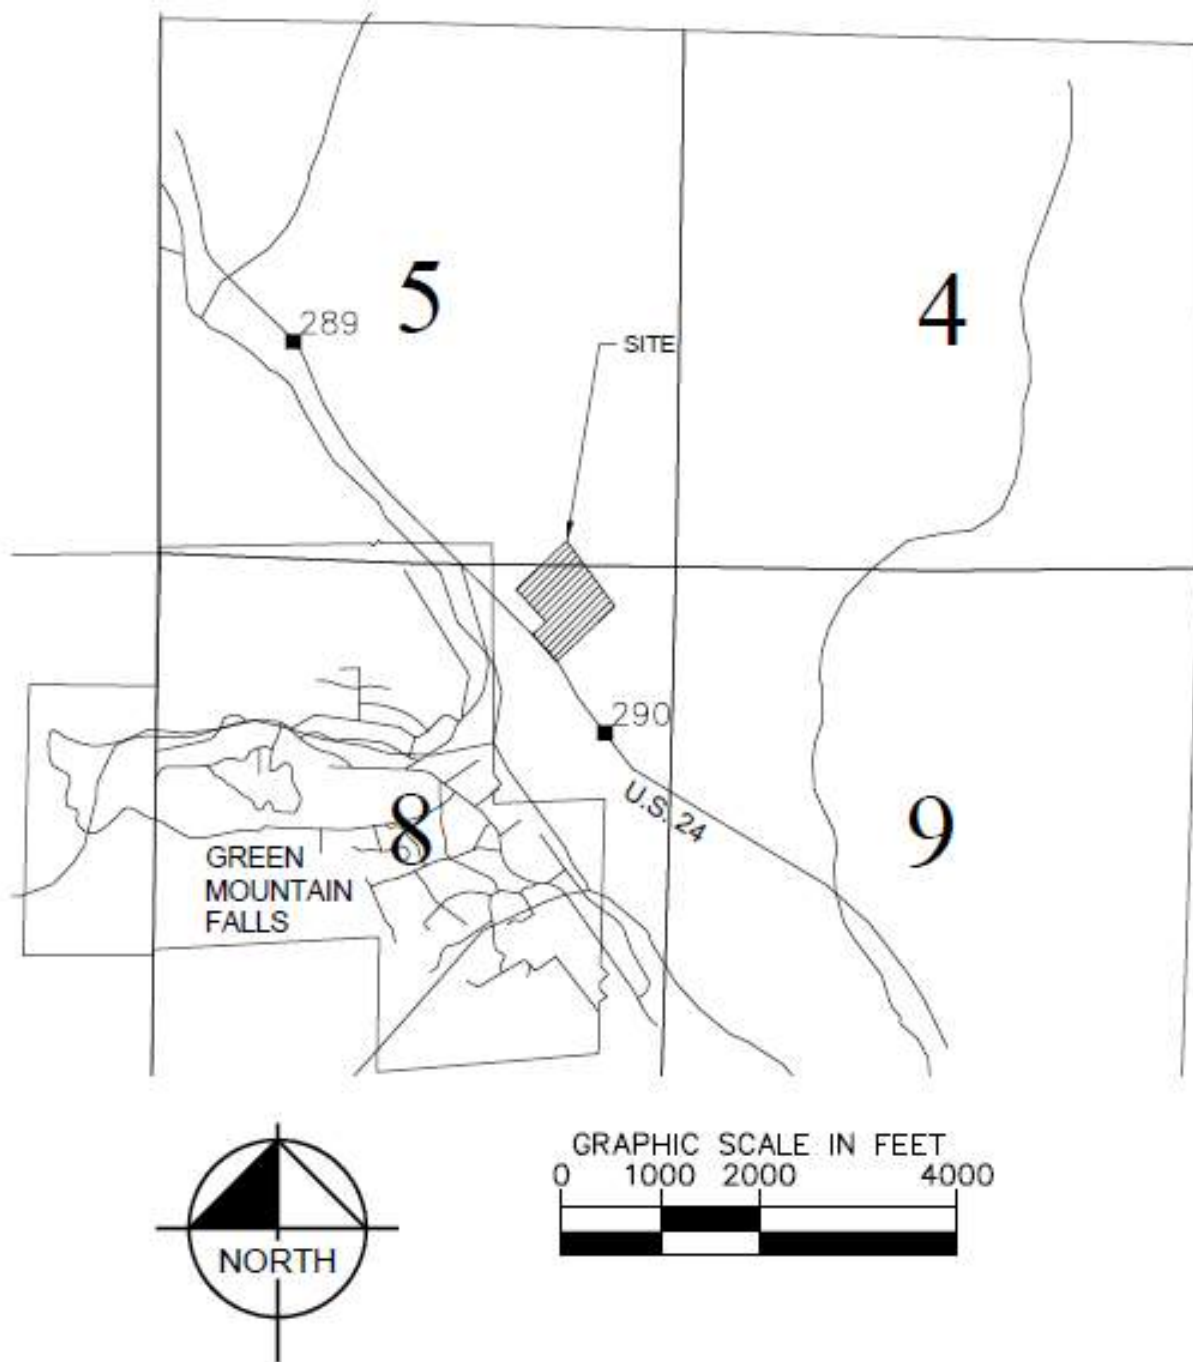 5
4
289
SITE
290
U.S. 24
8
9
GREEN
MOUNTAIN
FALLS
GRAPHIC SCALE IN FEET
0 1000 2000 4000
NORTH